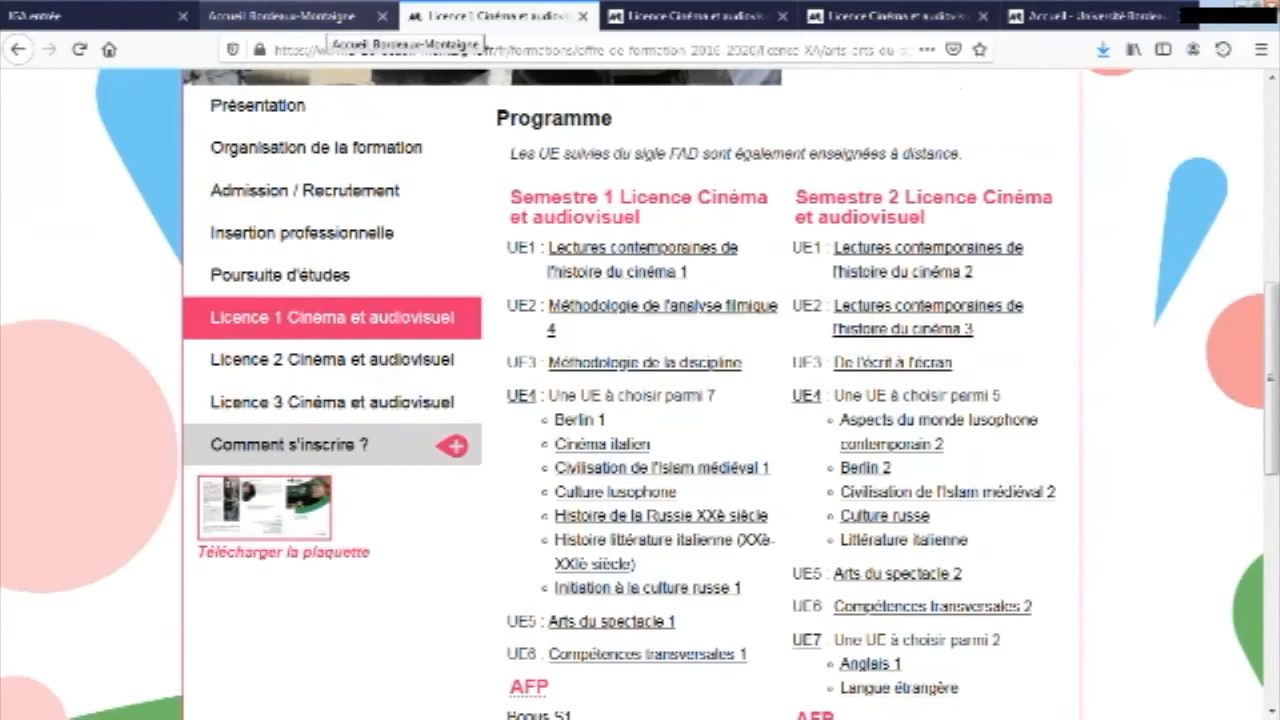 IGA entrée
Accueil Bordeaux-Montaigne
Licence 1 Cinéma et audiovis
Licence Cinéma et audiovis
Licence Cinéma et audiovis
Accueil - Université Bordea
Accueil Bordeaux-Montaigne
Présentation
Organisation de la formation
Admission / Recrutement
Insertion professionnelle
Poursuite d'études
Licence 1 Cinéma et audiovisuel
Licence 2 Cinéma et audiovisuel
Licence 3 Cinéma et audiovisuel
Comment s'inscrire ?
Télécharger la plaquette
Programme
Les UE suivies du sigle FAD sont également enseignées à distance.
Semestre 1 Licence Cinéma
et audiovisuel
UE1 : Lectures contemporaines de
l'histoire du cinéma 1
UE2 : Méthodologie de l'analyse filmique
4
UE3 : Méthodologie de la discipline
UE4 : Une UE à choisir parmi 7
Berlin 1
Cinéma italien
Civilisation de l'Islam médiéval 1
Culture lusophone
Histoire de la Russie XXè siècle
Histoire littérature italienne (XXè-
XXIè siècle)
Initiation à la culture russe 1
UE5 : Arts du spectacle 1
UE6 : Compétences transversales 1
AFP
Bonus S1
Semestre 2 Licence Cinéma
et audiovisuel
UE1 : Lectures contemporaines de
l'histoire du cinéma 2
UE2 : Lectures contemporaines de
l'histoire du cinéma 3
UE3 : De l'écrit à l'écran
UE4 : Une UE à choisir parmi 5
Aspects du monde lusophone
contemporain 2
Berlin 2
Civilisation de l'Islam médiéval 2
Culture russe
Littérature italienne
UE5 : Arts du spectacle 2
UE6 : Compétences transversales 2
UE7 : Une UE à choisir parmi 2
Anglais 1
Langue étrangère
AFP